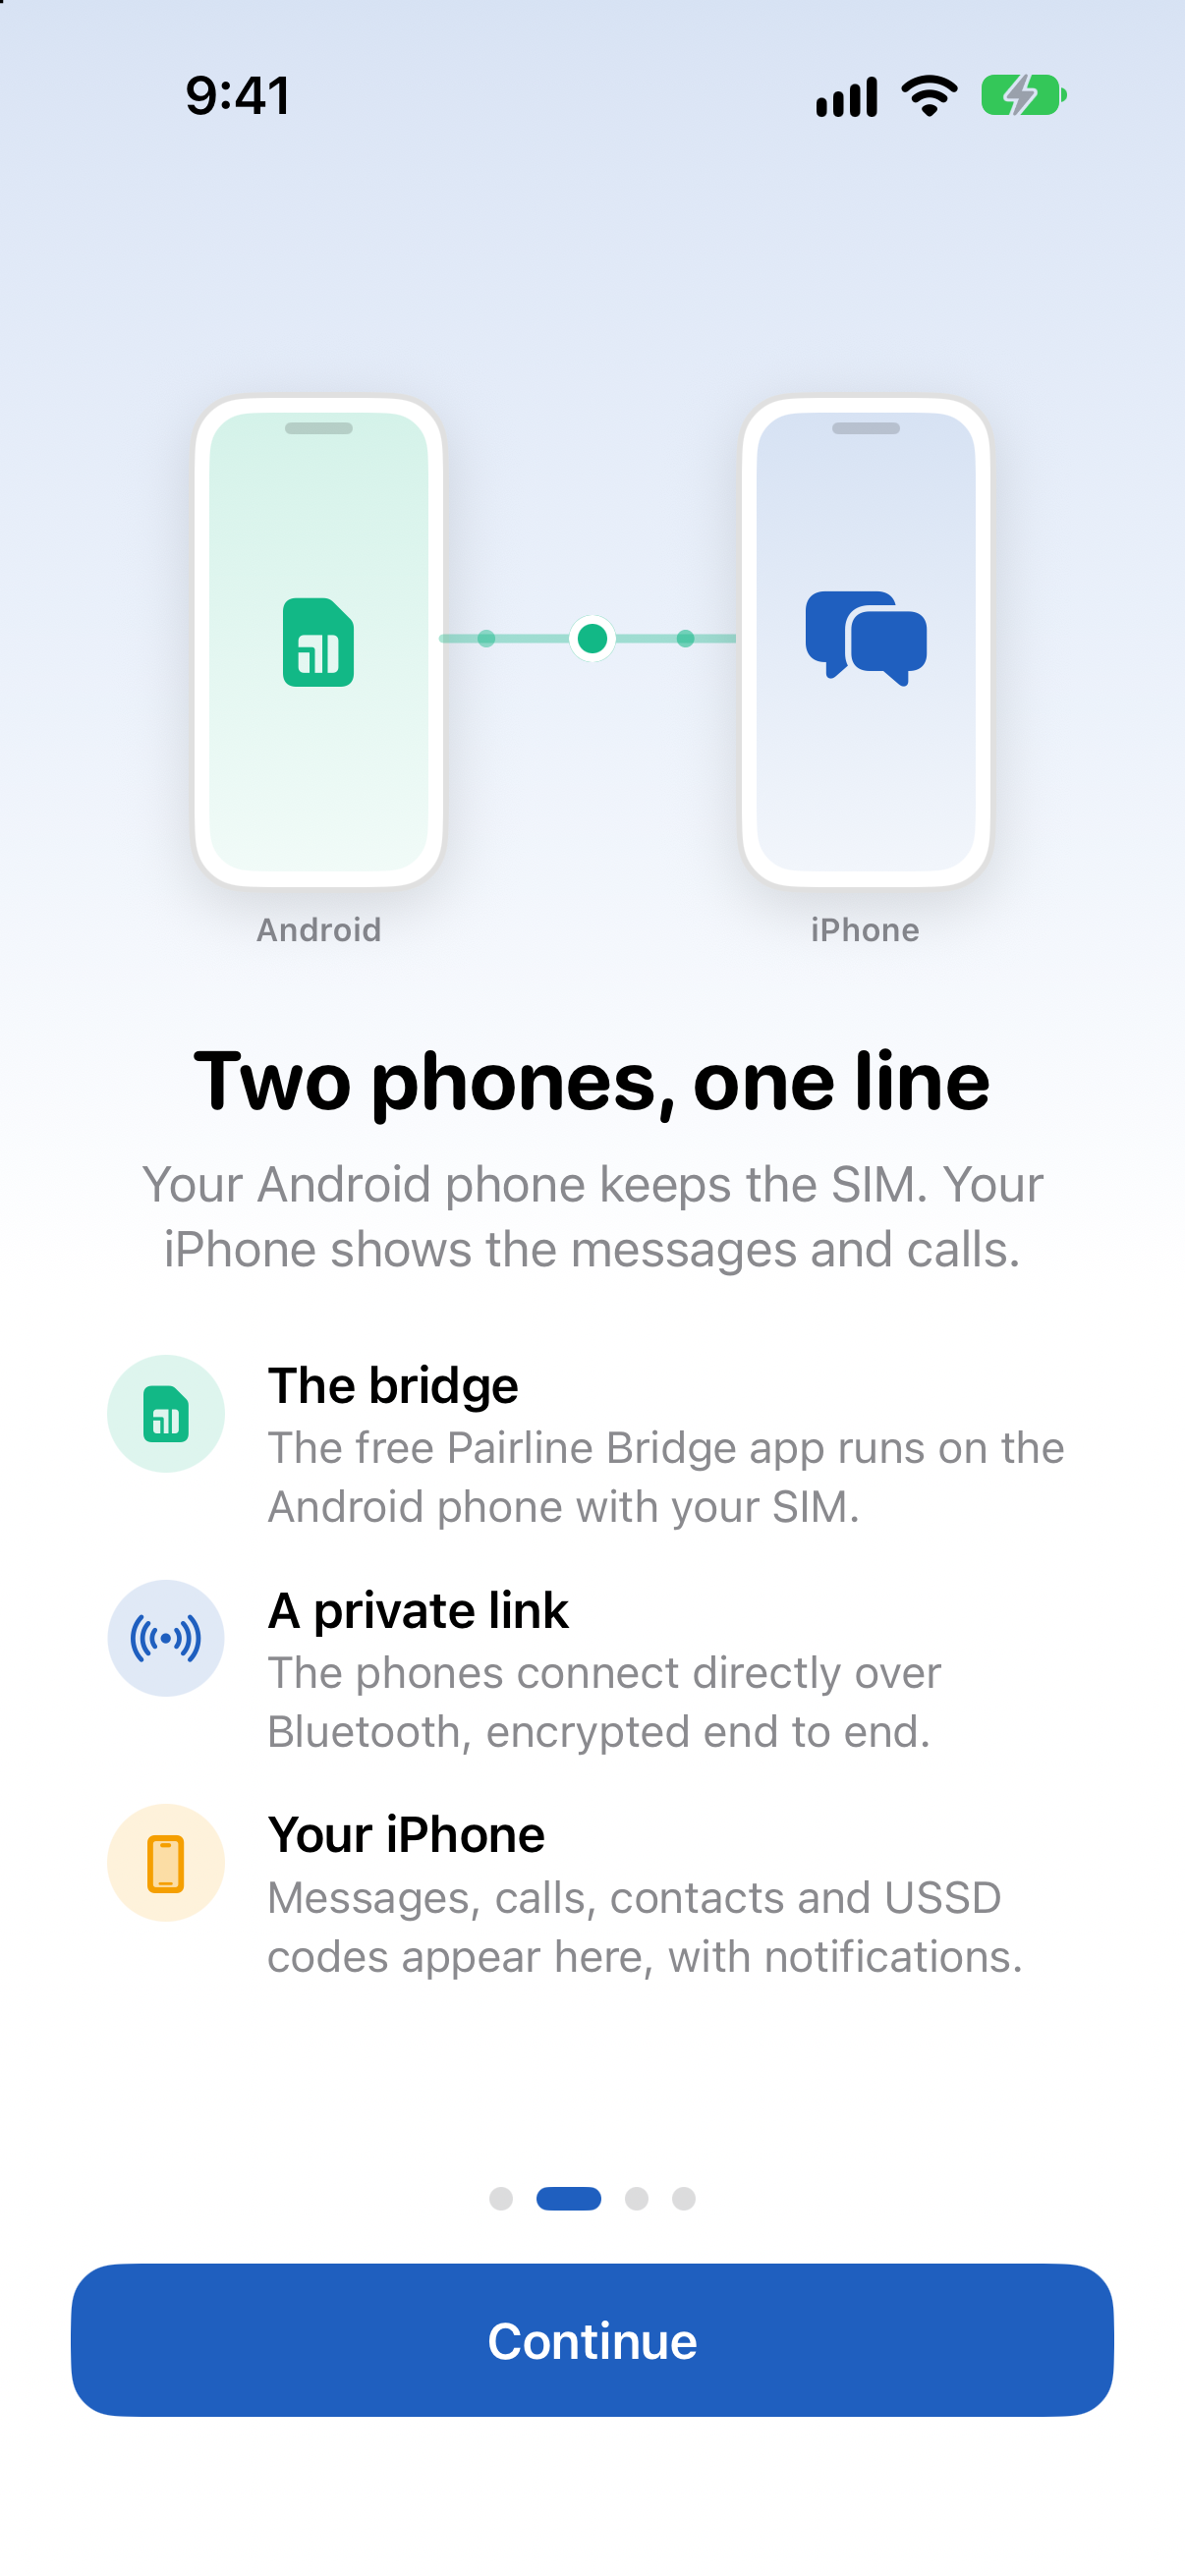 9:41
Android
iPhone
Two phones, one line
Your Android phone keeps the SIM. Your
iPhone shows the messages and calls.
The bridge
The free Pairline Bridge app runs on the
Android phone with your SIM.
A private link
The phones connect directly over
Bluetooth, encrypted end to end.
Your iPhone
Messages, calls, contacts and USSD
codes appear here, with notifications.
Continue